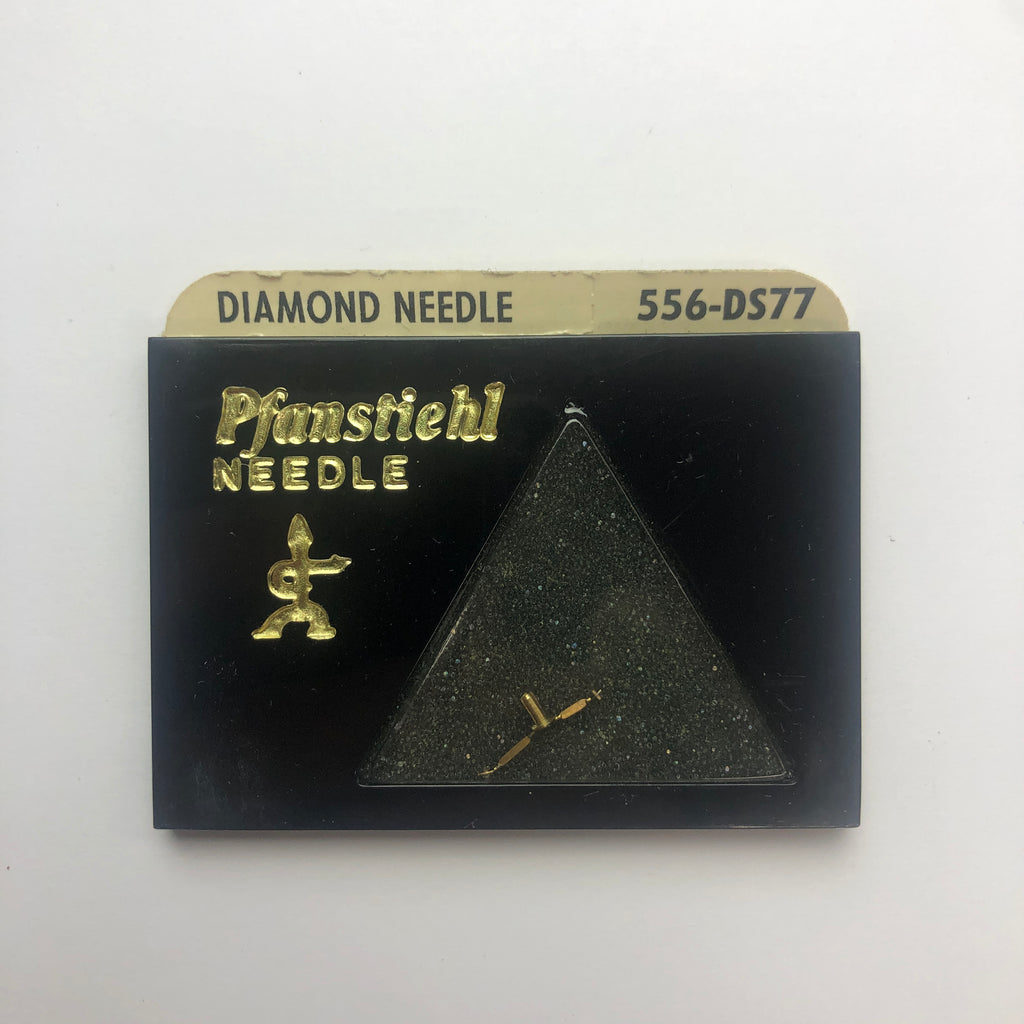 DIAMOND NEEDLE 556-DS77
Pfanstiehl
NEEDLE